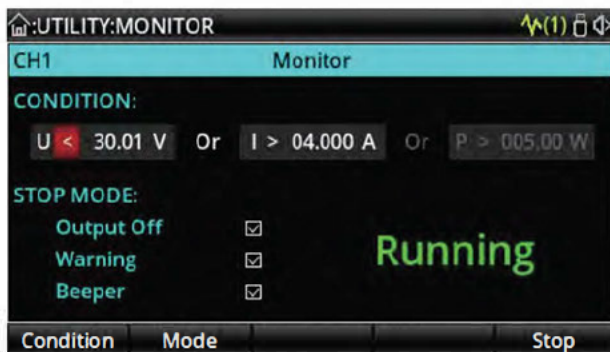 :UTILITY:MONITOR (1)
CH1 Monitor
CONDITION:
U < 30.01 V Or I > 04.000 A Or P > 005.00 W
STOP MODE:
Output Off
Warning
Beeper
Running
Condition Mode Stop